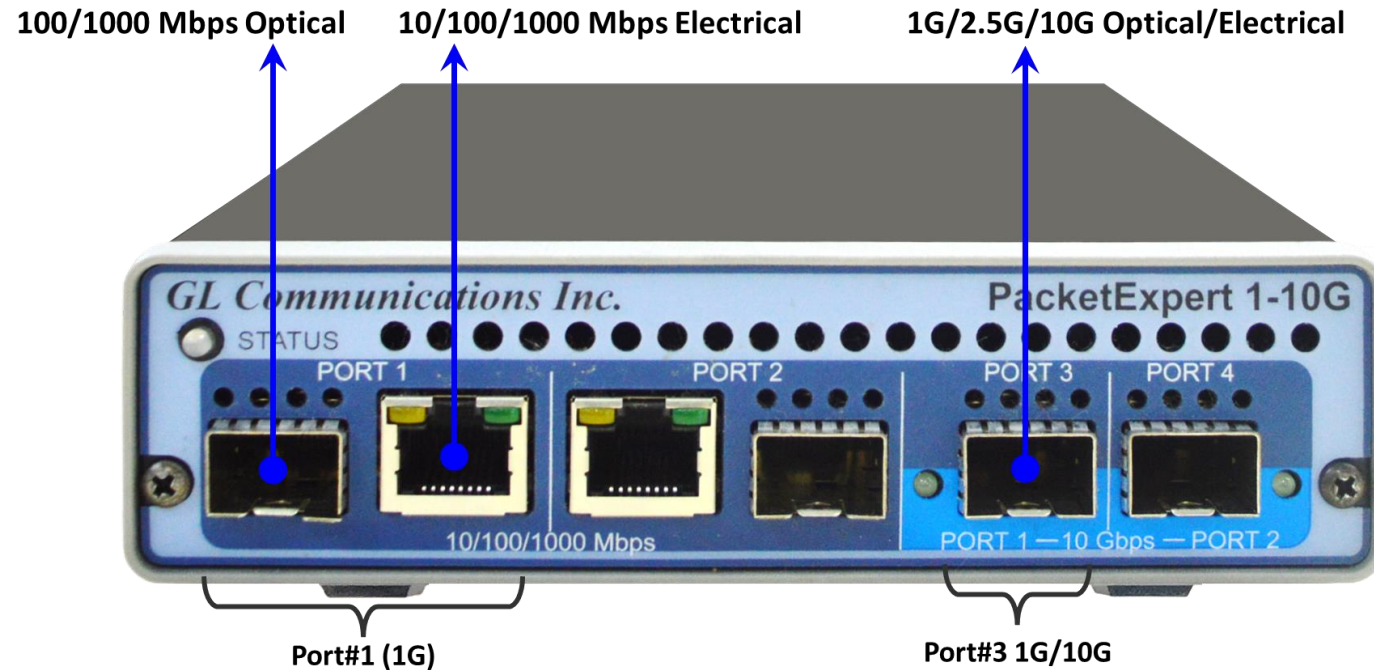 100/1000 Mbps Optical
10/100/1000 Mbps Electrical
1G/2.5G/10G Optical/Electrical
GL Communications Inc.
PacketExpert 1-10G
STATUS
PORT 1
PORT 2
PORT 3
PORT 4
10/100/1000 Mbps
PORT 1 — 10 Gbps — PORT 2
Port#1 (1G)
Port#3 1G/10G